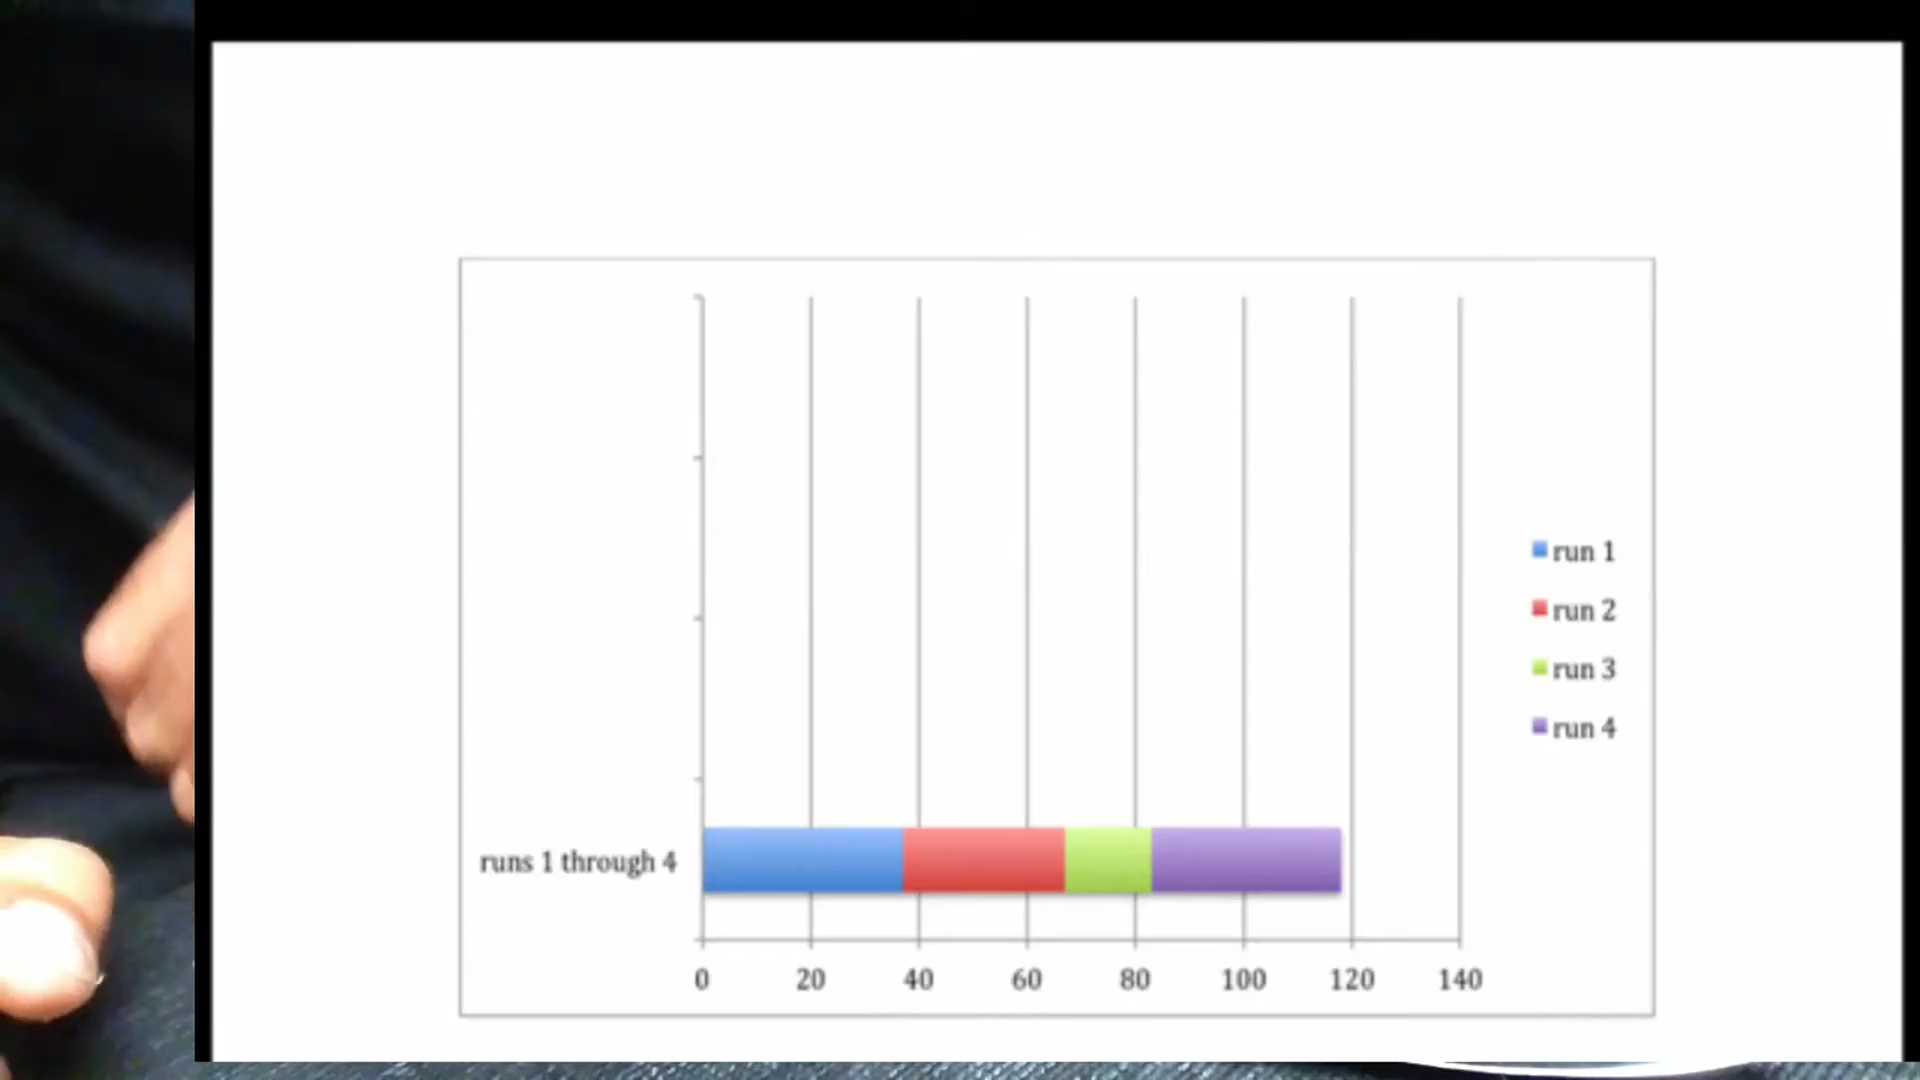 run 1
run 2
run 3
run 4
runs 1 through 4
0 20 40 60 80 100 120 140